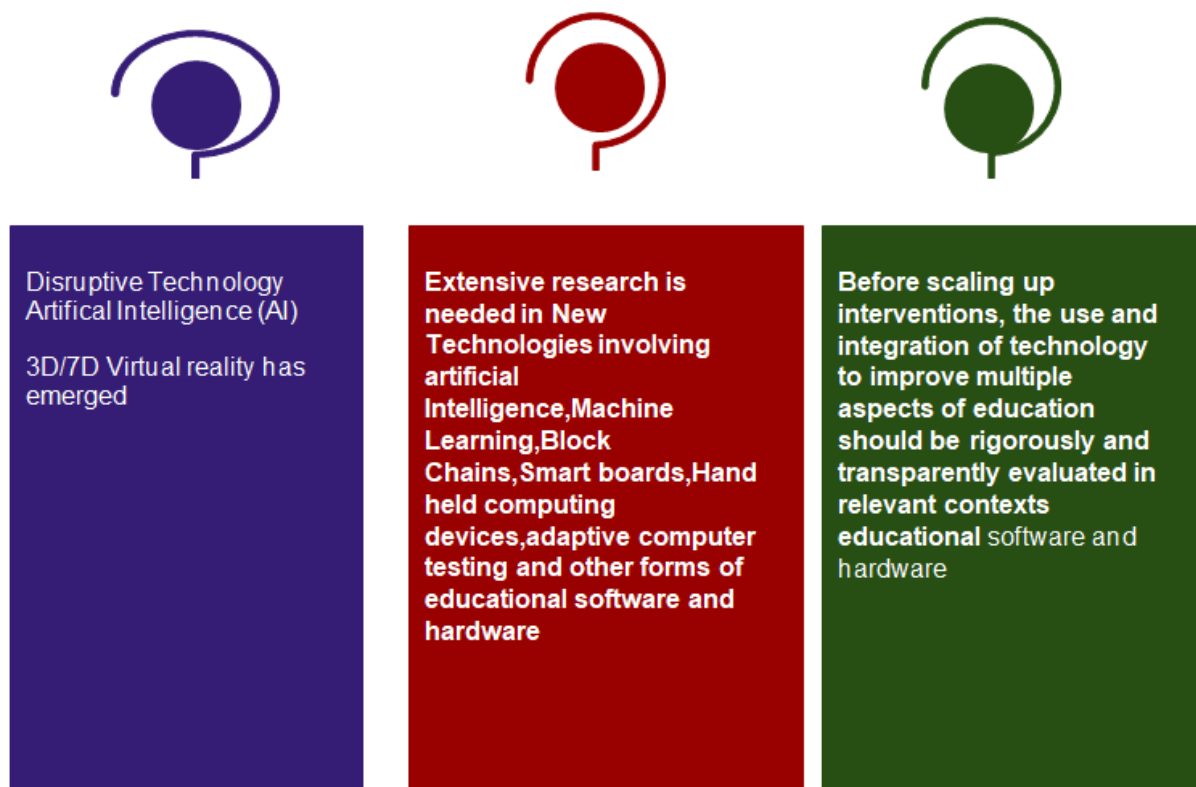 Disruptive Technology
Artifical Intelligence (AI)
3D/7D Virtual reality has
emerged
Extensive research is
needed in New
Technologies involving
artificial
Intelligence,Machine
Learning,Block
Chains,Smart boards,Hand
held computing
devices,adaptive computer
testing and other forms of
educational software and
hardware
Before scaling up
interventions, the use and
integration of technology
to improve multiple
aspects of education
should be rigorously and
transparently evaluated in
relevant contexts
educational software and
hardware